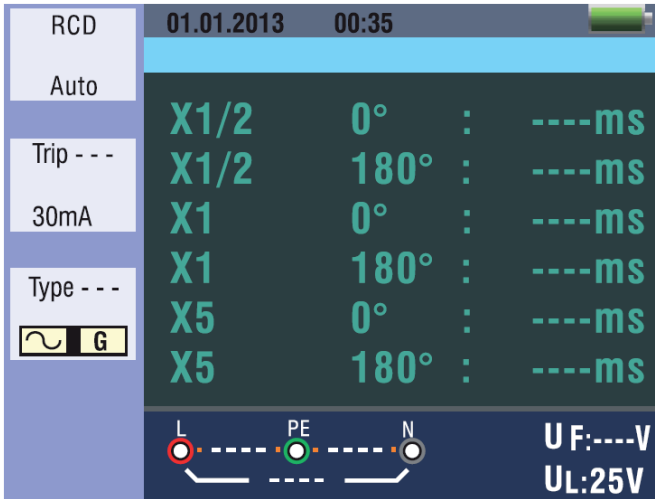 RCD
Auto
Trip - - -
30mA
Type - - -
G
01.01.2013 00:35
X1/2 0° : ----ms
X1/2 180° : ----ms
X1 0° : ----ms
X1 180° : ----ms
X5 0° : ----ms
X5 180° : ----ms
L PE N
UF:----V
UL:25V